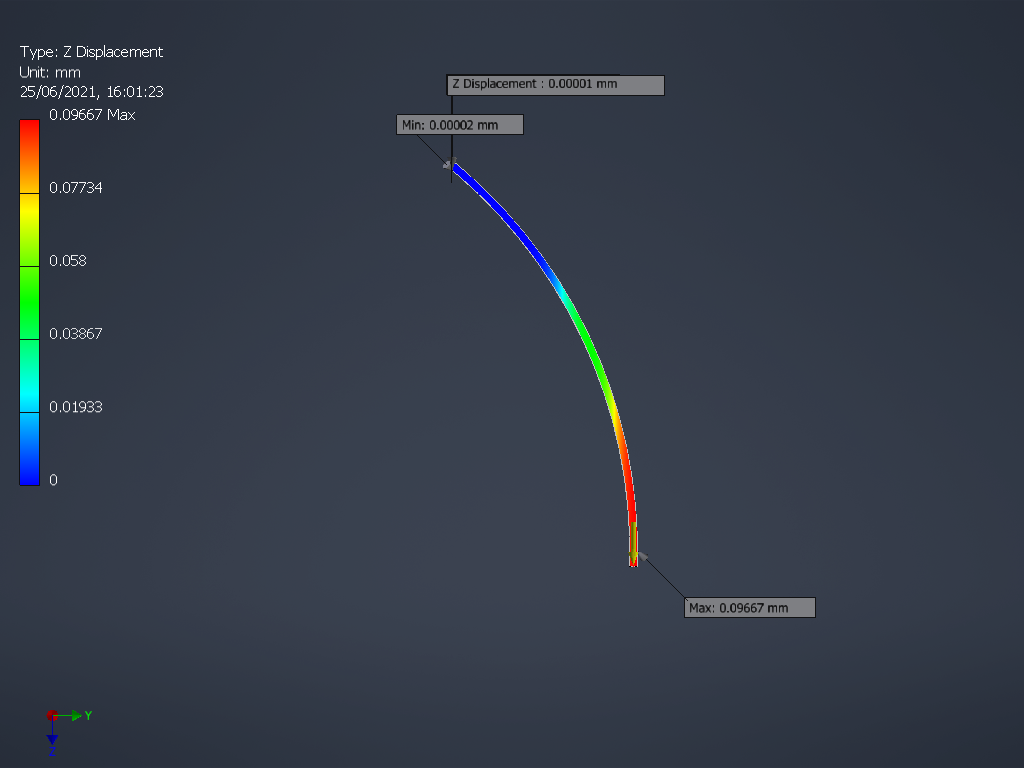 Type: Z Displacement
Unit: mm
25/06/2021, 16:01:23
0.09667 Max
0.07734
0.058
0.03867
0.01933
0
Z Displacement : 0.00001 mm
Min: 0.00002 mm
Max: 0.09667 mm
Y
Z